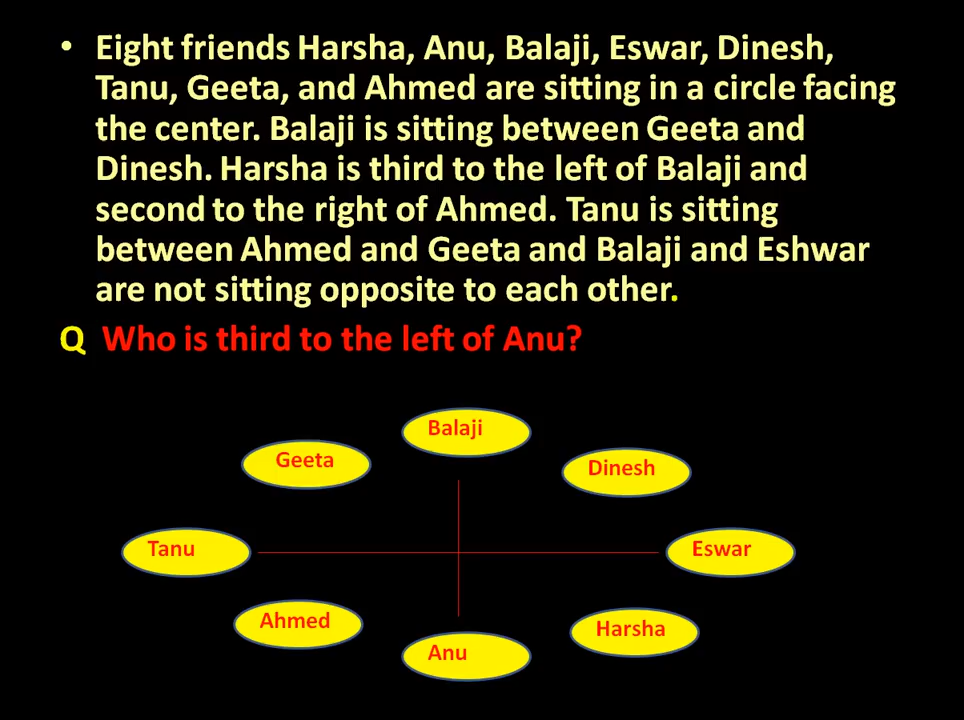 • Eight friends Harsha, Anu, Balaji, Eswar, Dinesh,
Tanu, Geeta, and Ahmed are sitting in a circle facing
the center. Balaji is sitting between Geeta and
Dinesh. Harsha is third to the left of Balaji and
second to the right of Ahmed. Tanu is sitting
between Ahmed and Geeta and Balaji and Eshwar
are not sitting opposite to each other.
Q Who is third to the left of Anu?
Balaji
Geeta
Dinesh
Tanu
Eswar
Ahmed
Harsha
Anu